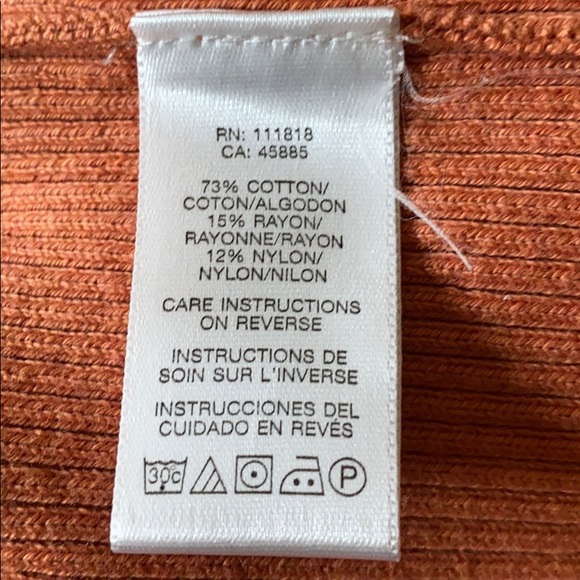 RN: 111818
CA: 45885
73% COTTON/
COTON/ALGODON
15% RAYON/
RAYONNE/RAYON
12% NYLON/
NYLON/NILON
CARE INSTRUCTIONS
ON REVERSE
INSTRUCTIONS DE
SOIN SUR L'INVERSE
INSTRUCCIONES DEL
CUIDADO EN REVÉS
30c P